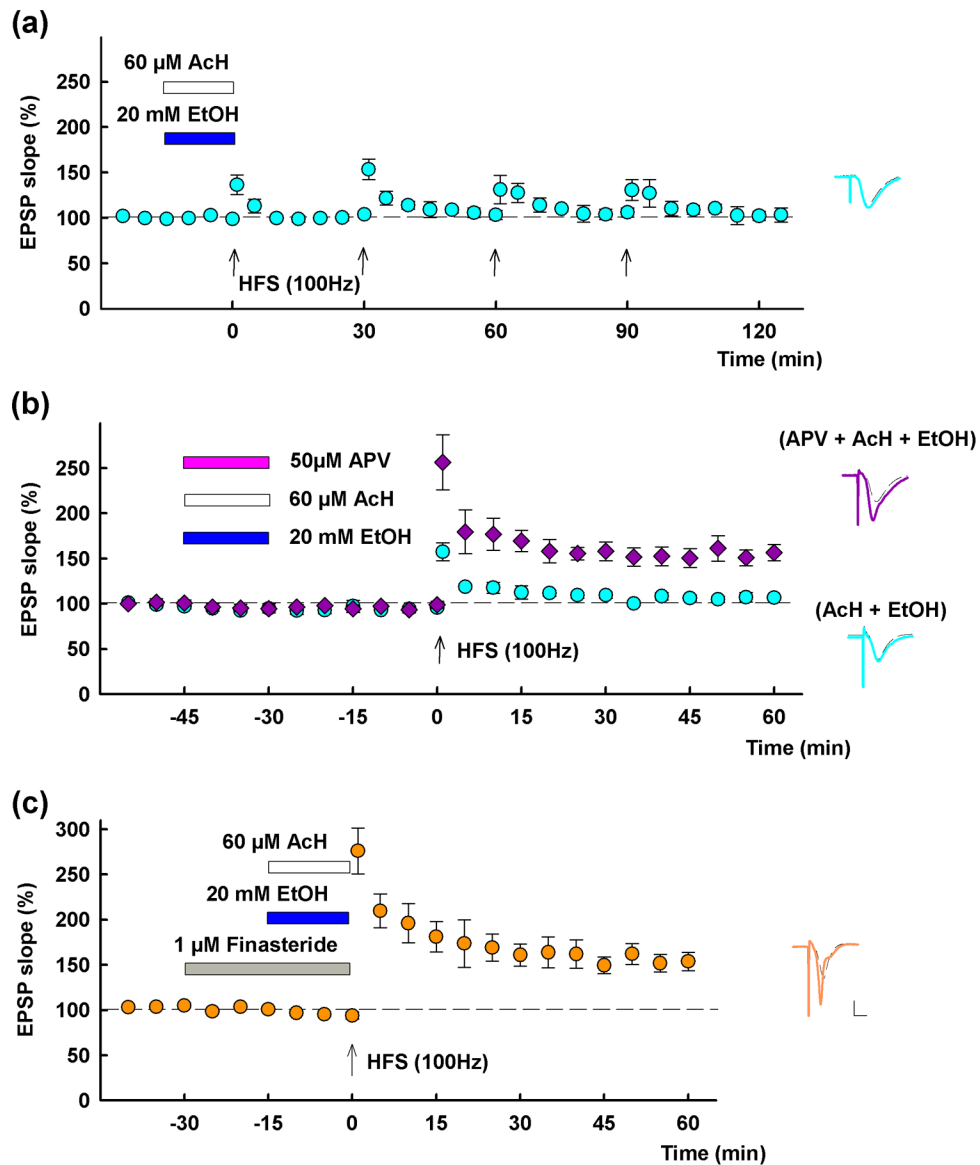 (a)
60 µM AcH
20 mM EtOH
EPSP slope (%)
250
200
150
100
50
0
HFS (100Hz)
0 30 60 90 120
Time (min)
(b)
50µM APV
60 µM AcH
20 mM EtOH
(APV + AcH + EtOH)
EPSP slope (%)
250
200
150
100
50
0
HFS (100Hz)
(AcH + EtOH)
-45 -30 -15 0 15 30 45 60
Time (min)
(c)
60 µM AcH
20 mM EtOH
1 µM Finasteride
EPSP slope (%)
300
250
200
150
100
50
0
HFS (100Hz)
-30 -15 0 15 30 45 60
Time (min)